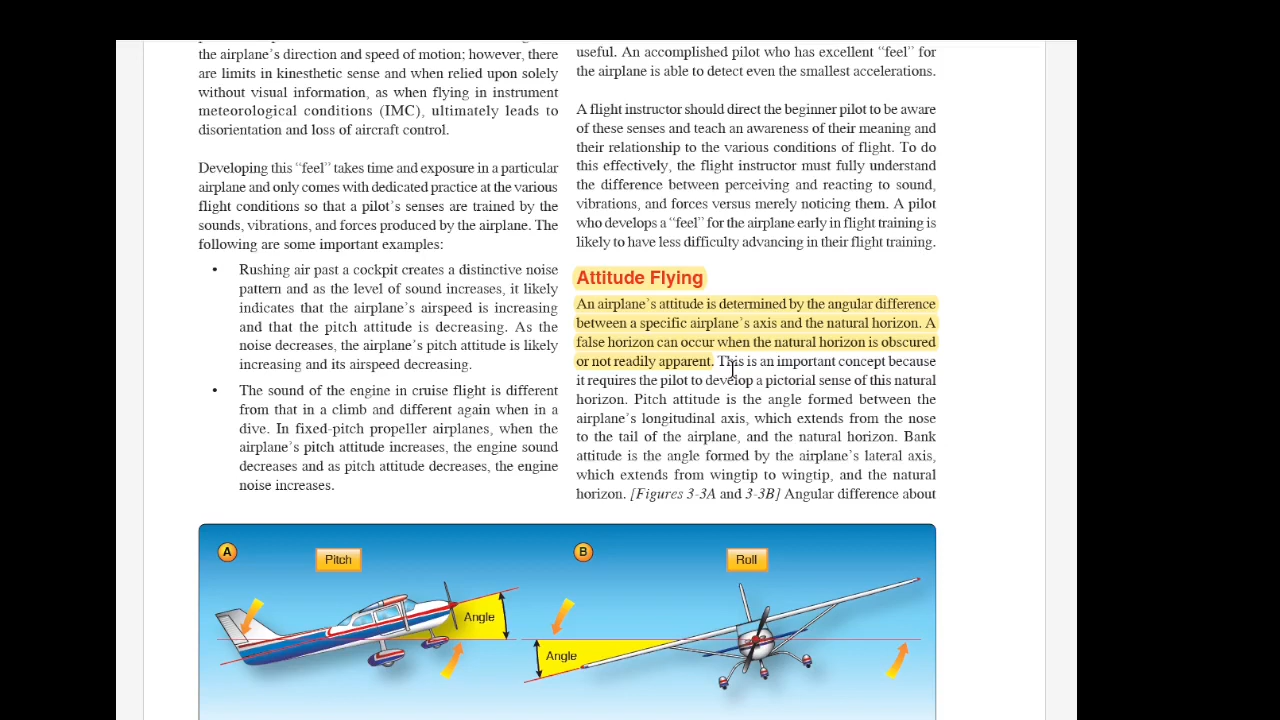 the airplane's direction and speed of motion; however, there
are limits in kinesthetic sense and when relied upon solely
without visual information, as when flying in instrument
meteorological conditions (IMC), ultimately leads to
disorientation and loss of aircraft control.
Developing this “feel” takes time and exposure in a particular
airplane and only comes with dedicated practice at the various
flight conditions so that a pilot's senses are trained by the
sounds, vibrations, and forces produced by the airplane. The
following are some important examples:
• Rushing air past a cockpit creates a distinctive noise
pattern and as the level of sound increases, it likely
indicates that the airplane's airspeed is increasing
and that the pitch attitude is decreasing. As the
noise decreases, the airplane's pitch attitude is likely
increasing and its airspeed decreasing.
• The sound of the engine in cruise flight is different
from that in a climb and different again when in a
dive. In fixed-pitch propeller airplanes, when the
airplane's pitch attitude increases, the engine sound
decreases and as pitch attitude decreases, the engine
noise increases.
useful. An accomplished pilot who has excellent “feel” for
the airplane is able to detect even the smallest accelerations.
A flight instructor should direct the beginner pilot to be aware
of these senses and teach an awareness of their meaning and
their relationship to the various conditions of flight. To do
this effectively, the flight instructor must fully understand
the difference between perceiving and reacting to sound,
vibrations, and forces versus merely noticing them. A pilot
who develops a “feel” for the airplane early in flight training is
likely to have less difficulty advancing in their flight training.
Attitude Flying
An airplane's attitude is determined by the angular difference
between a specific airplane's axis and the natural horizon. A
false horizon can occur when the natural horizon is obscured
or not readily apparent. This is an important concept because
it requires the pilot to develop a pictorial sense of this natural
horizon. Pitch attitude is the angle formed between the
airplane's longitudinal axis, which extends from the nose
to the tail of the airplane, and the natural horizon. Bank
attitude is the angle formed by the airplane's lateral axis,
which extends from wingtip to wingtip, and the natural
horizon. [Figures 3-3A and 3-3B] Angular difference about
A
Pitch
Angle
B
Roll
Angle